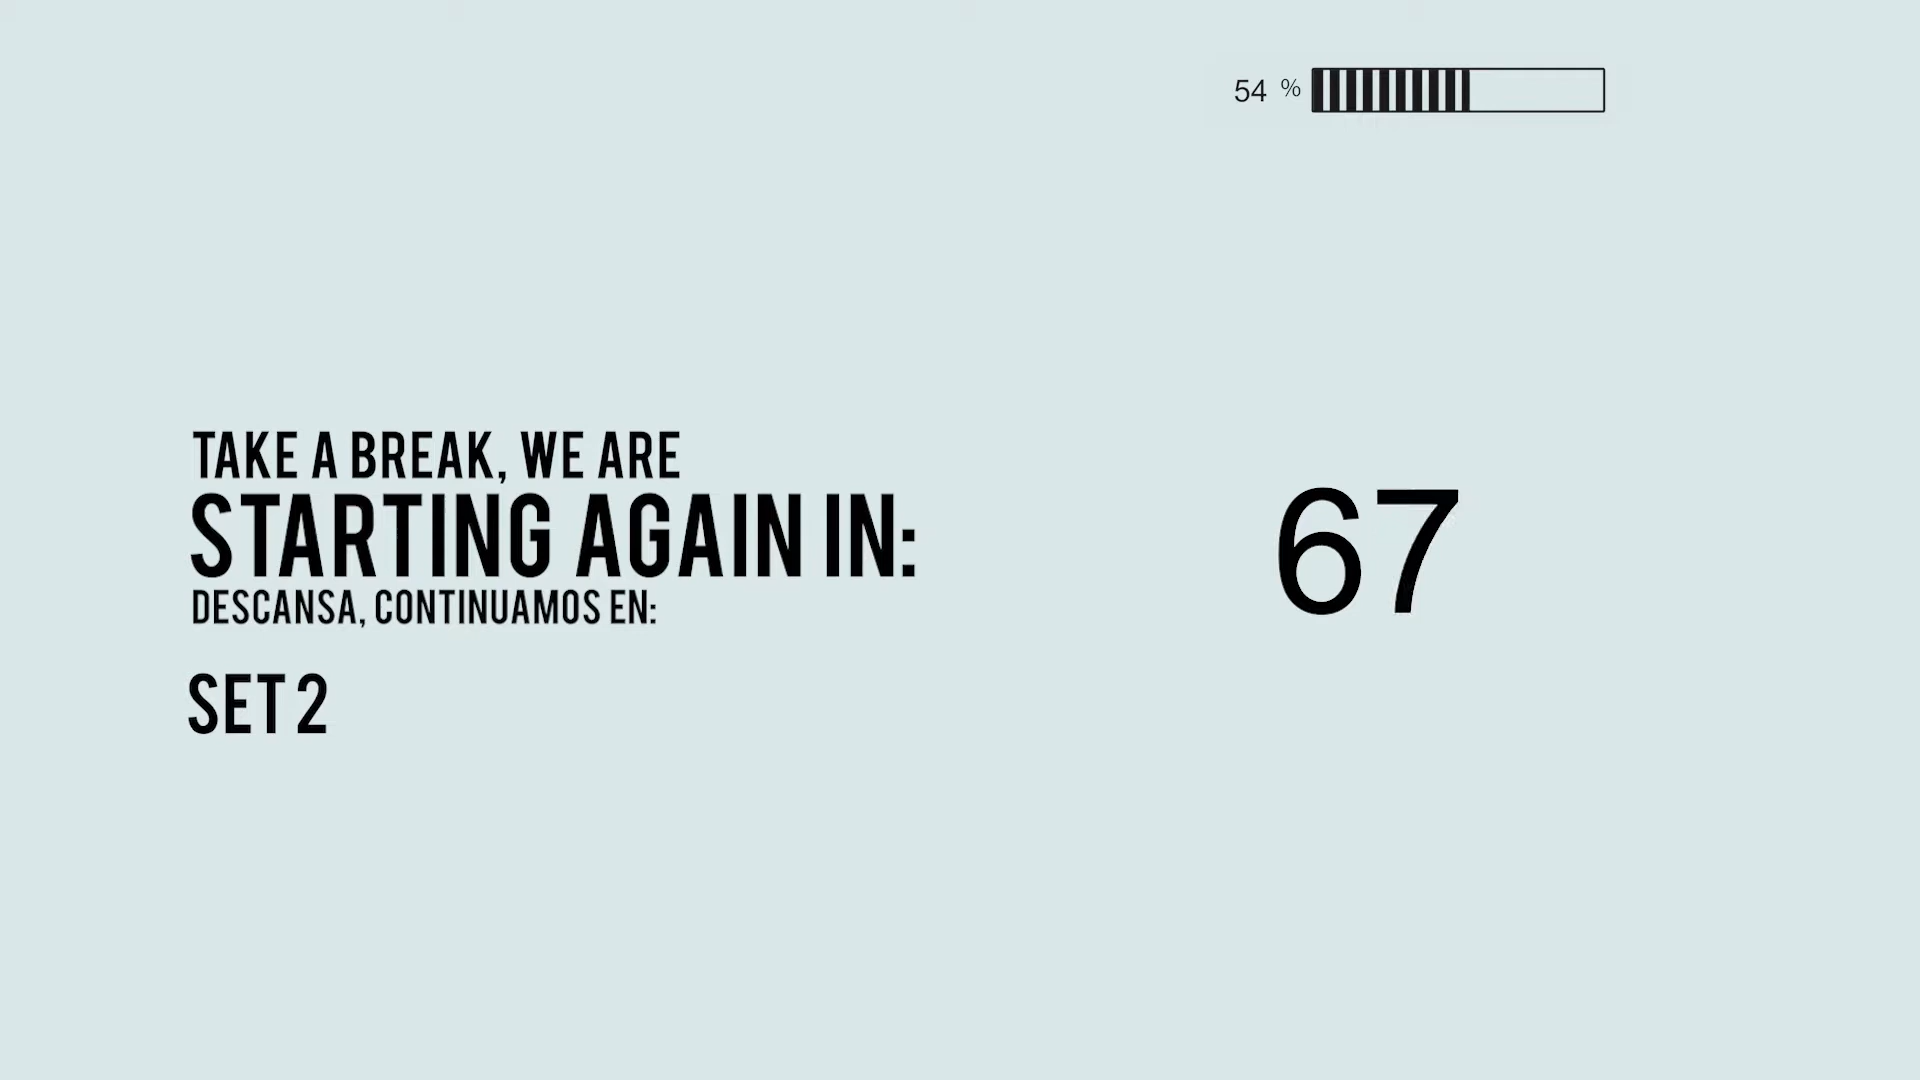 54 %
TAKE A BREAK, WE ARE
STARTING AGAIN IN:
DESCANSA, CONTINUAMOS EN:
67
SET 2